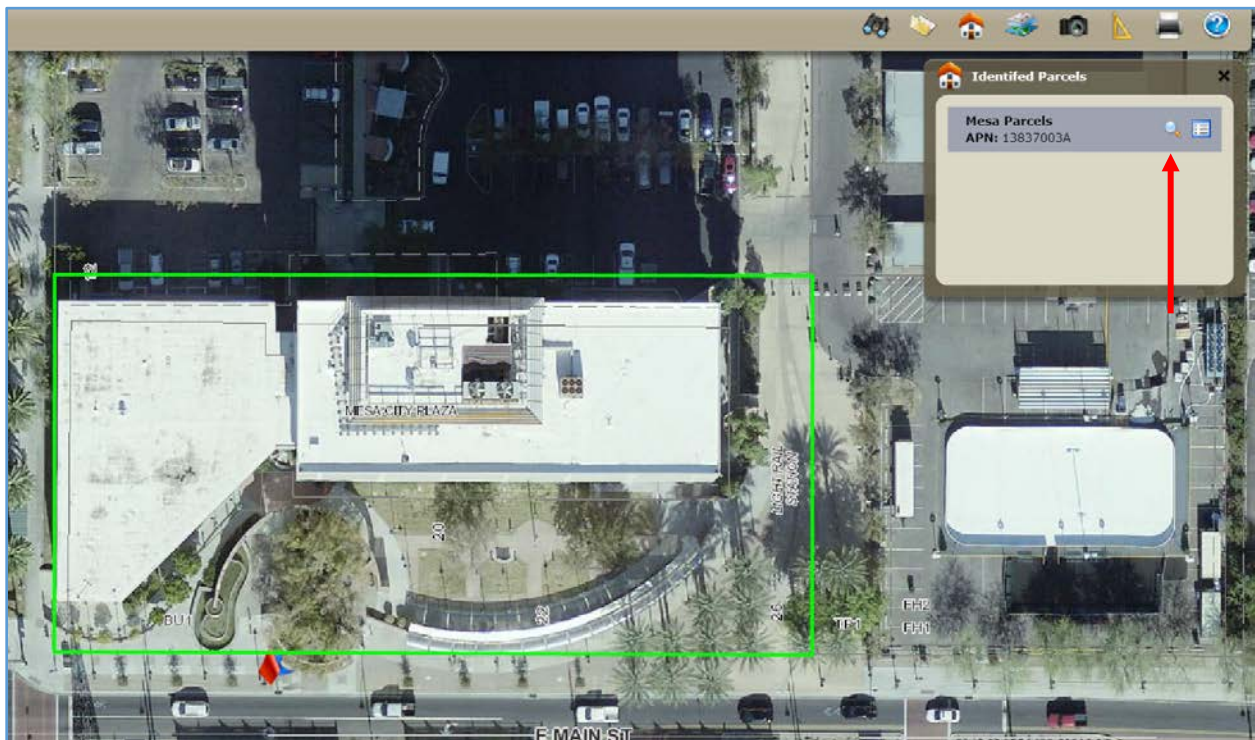 Identifed Parcels
Mesa Parcels
APN: 13837003A
MESA CITY PLAZA
LIGHT RAIL
STATION
20
22
26
BU1
TP1
FH2
FH1
E MAIN ST